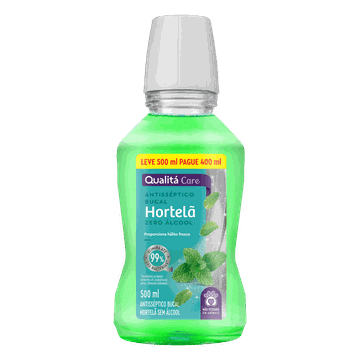 LEVE 500 ml PAGUE 400 ml
Qualitá Care
ANTISSÉPTICO
BUCAL
Hortelã
ZERO ÁLCOOL
Proporciona hálito fresco
99%
500 ml
ANTISSÉPTICO BUCAL
HORTELÃ SEM ÁLCOOL